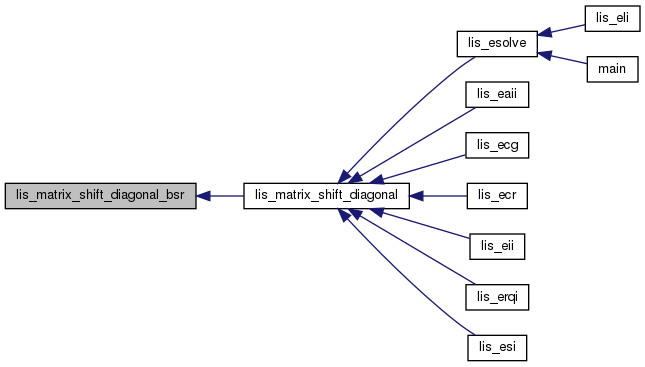 lis_matrix_shift_diagonal_bsr
lis_matrix_shift_diagonal
lis_esolve
lis_eli
main
lis_eaii
lis_ecg
lis_ecr
lis_eii
lis_erqi
lis_esi